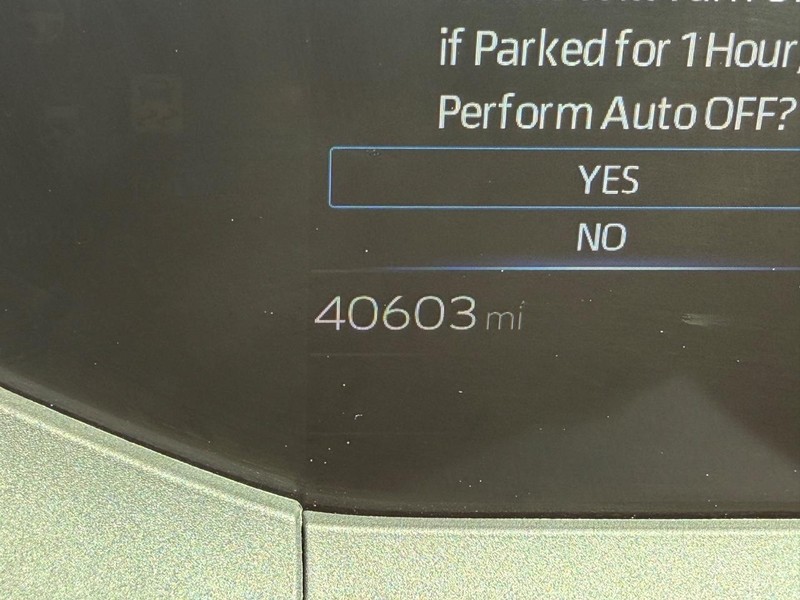 if Parked for 1 Hour,
Perform Auto OFF?
YES
NO
40603 mi